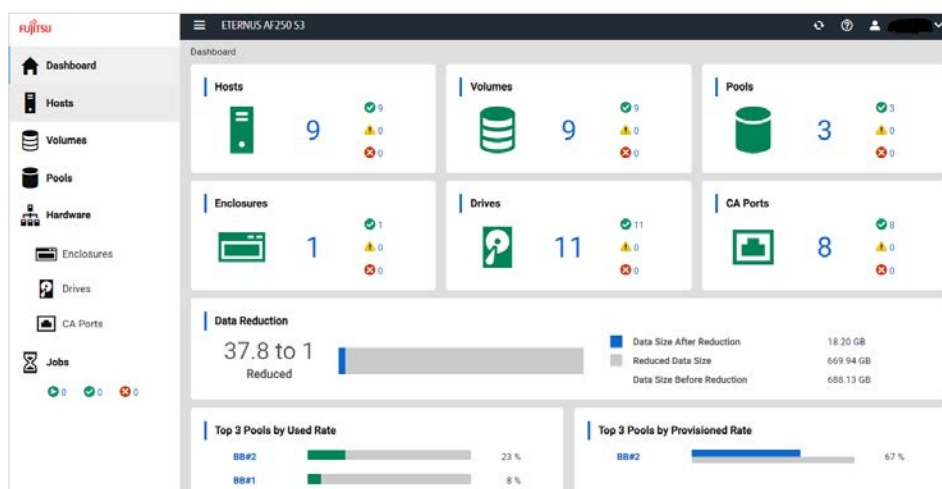 FUJITSU
ETERNUS AF250 S3
Dashboard
Dashboard
Hosts
Volumes
Pools
Hardware
Enclosures
Drives
CA Ports
Jobs
0 0 0
Hosts
9
9
0
0
Volumes
9
9
0
0
Pools
3
3
0
0
Enclosures
1
1
0
0
Drives
11
11
0
0
CA Ports
8
8
0
0
Data Reduction
37.8 to 1
Reduced
Data Size After Reduction 18.20 GB
Reduced Data Size 669.94 GB
Data Size Before Reduction 688.13 GB
Top 3 Pools by Used Rate
BB#2 23 %
BB#1 8 %
Top 3 Pools by Provisioned Rate
BB#2 67 %